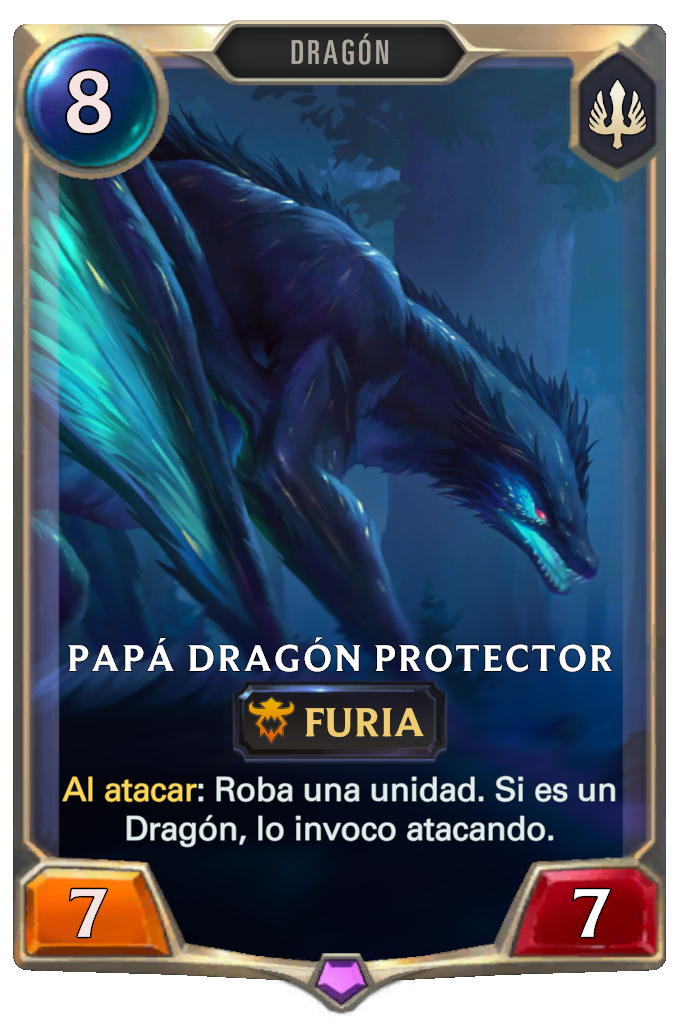 DRAGÓN
8
PAPÁ DRAGÓN PROTECTOR
FURIA
Al atacar: Roba una unidad. Si es un
Dragón, lo invoco atacando.
7
7